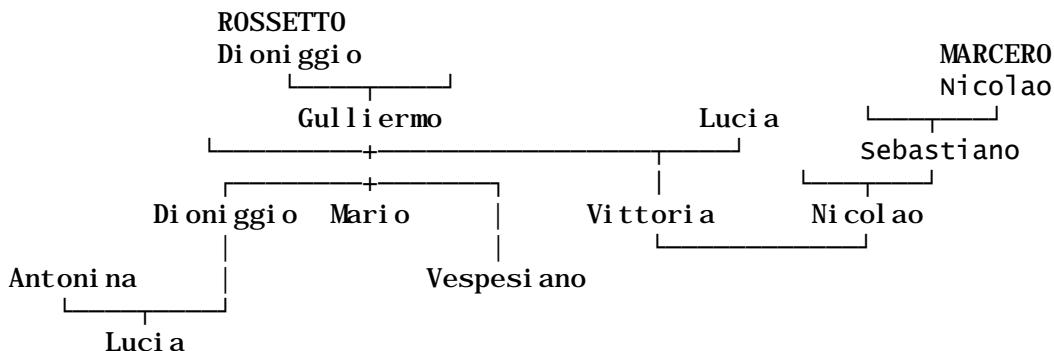 ROSSETTO
Dioniggio MARCERO
Nicolao
Gulliermo Lucia
Sebastiano
Dioniggio Mario Vittoria Nicolao
Antonina Vespesiano
Lucia